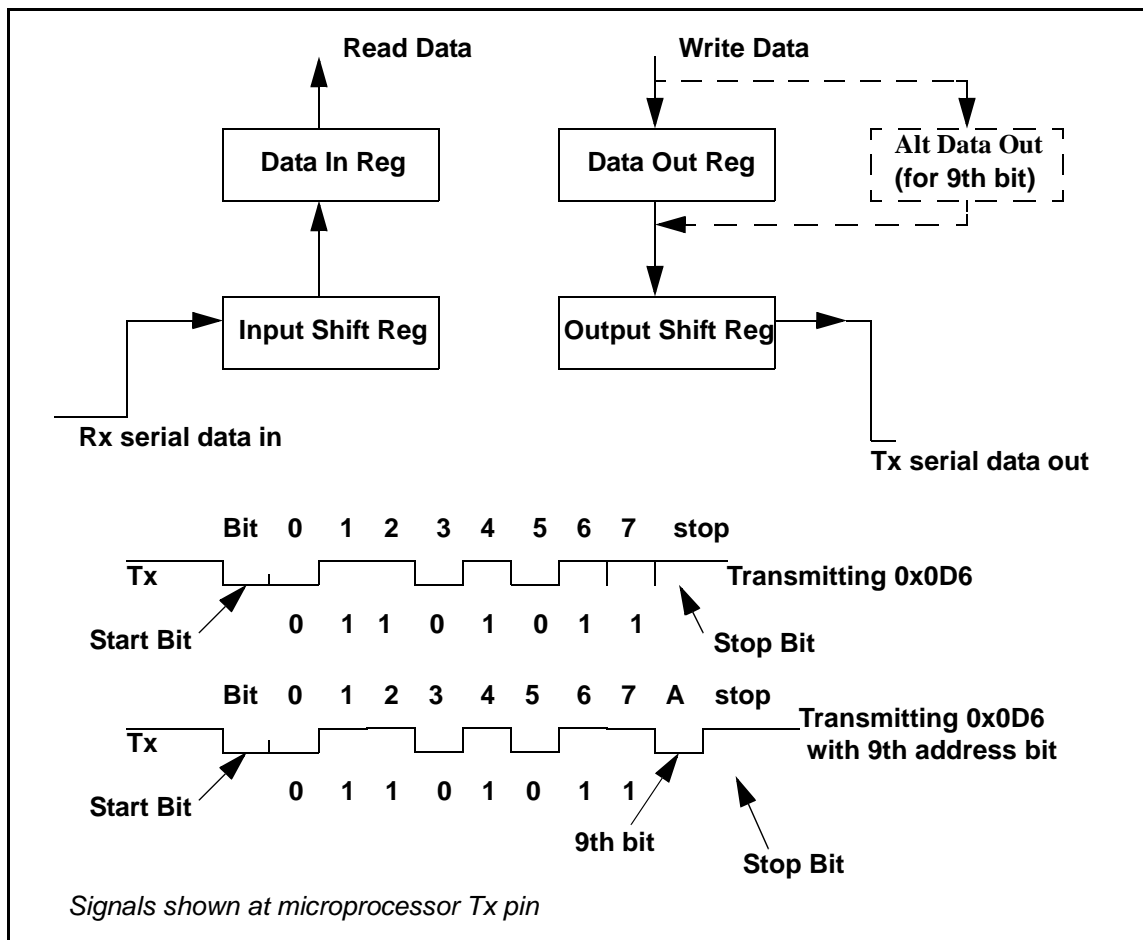 Read Data
Write Data
Data In Reg
Data Out Reg
Alt Data Out
(for 9th bit)
Input Shift Reg
Output Shift Reg
Rx serial data in
Tx serial data out
Bit 0 1 2 3 4 5 6 7 stop
Tx
Transmitting 0x0D6
Start Bit
0 1 1 0 1 0 1 1
Stop Bit
Bit 0 1 2 3 4 5 6 7 A stop
Tx
Transmitting 0x0D6
with 9th address bit
Start Bit
0 1 1 0 1 0 1 1
9th bit
Stop Bit
Signals shown at microprocessor Tx pin